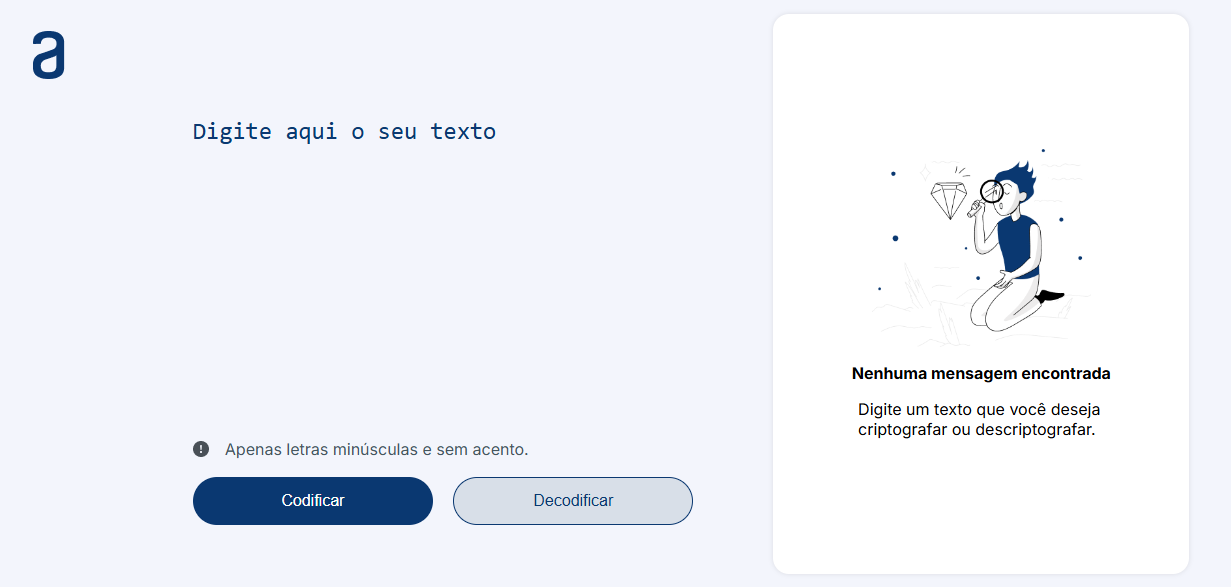 a
Digite aqui o seu texto
Apenas letras minúsculas e sem acento.
Codificar
Decodificar
Nenhuma mensagem encontrada
Digite um texto que você deseja
criptografar ou descriptografar.